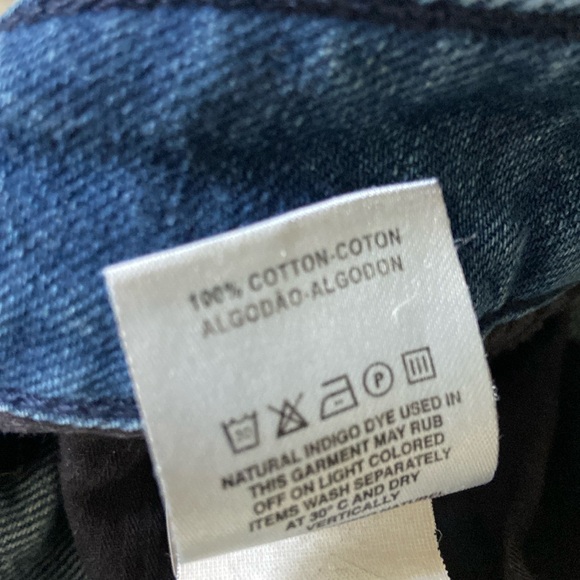 100% COTTON-COTON
ALGODÃO-ALGODON
30 P
NATURAL INDIGO DYE USED IN
THIS GARMENT MAY RUB
OFF ON LIGHT COLORED
ITEMS WASH SEPARATELY
AT 30° C AND DRY
VERTICALLY